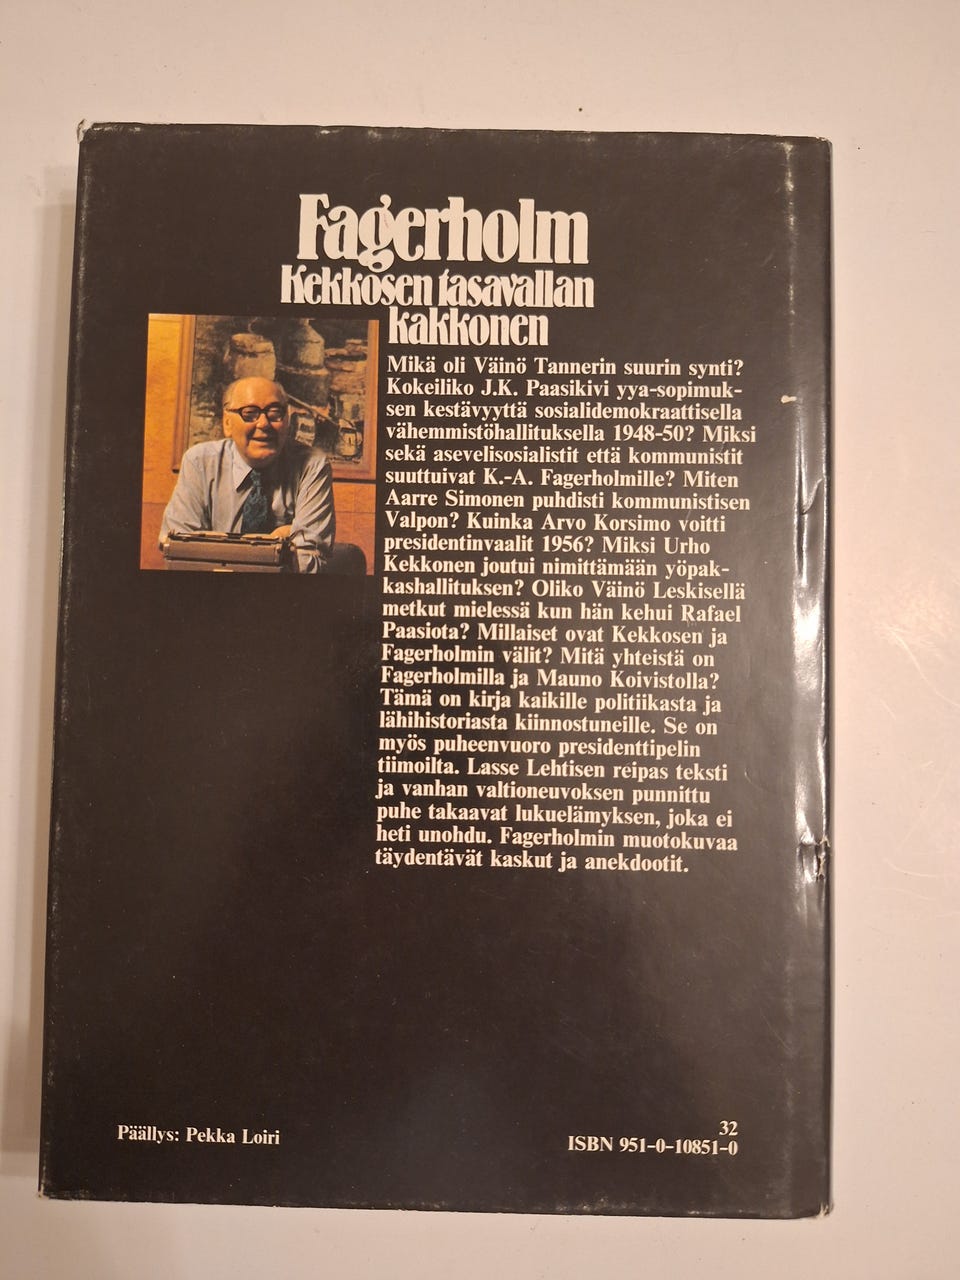 Fagerholm
Kekkosen tasavallan
kakkonen
Mikä oli Väinö Tannerin suurin synti?
Kokeiliko J.K. Paasikivi yya-sopimuk-
sen kestävyyttä sosialidemokraattisella
vähemmistöhallituksella 1948-50? Miksi
sekä asevelisosialistit että kommunistit
suuttuivat K.-A. Fagerholmille? Miten
Aarre Simonen puhdisti kommunistisen
Valpon? Kuinka Arvo Korsimo voitti
presidentinvaalit 1956? Miksi Urho
Kekkonen joutui nimittämään yöpak-
kashallituksen? Oliko Väinö Leskisellä
metkut mielessä kun hän kehui Rafael
Paasiota? Millaiset ovat Kekkosen ja
Fagerholmin välit? Mitä yhteistä on
Fagerholmilla ja Mauno Koivistolla?
Tämä on kirja kaikille politiikasta ja
lähihistoriasta kiinnostuneille. Se on
myös puheenvuoro presidenttipelin
tiimoilta. Lasse Lehtisen reipas teksti
ja vanhan valtioneuvoksen punnittu
puhe takaavat lukuelämyksen, joka ei
heti unohdu. Fagerholmin muotokuvaa
täydentävät kaskut ja anekdootit.
Päällys: Pekka Loiri
32
ISBN 951-0-10851-0